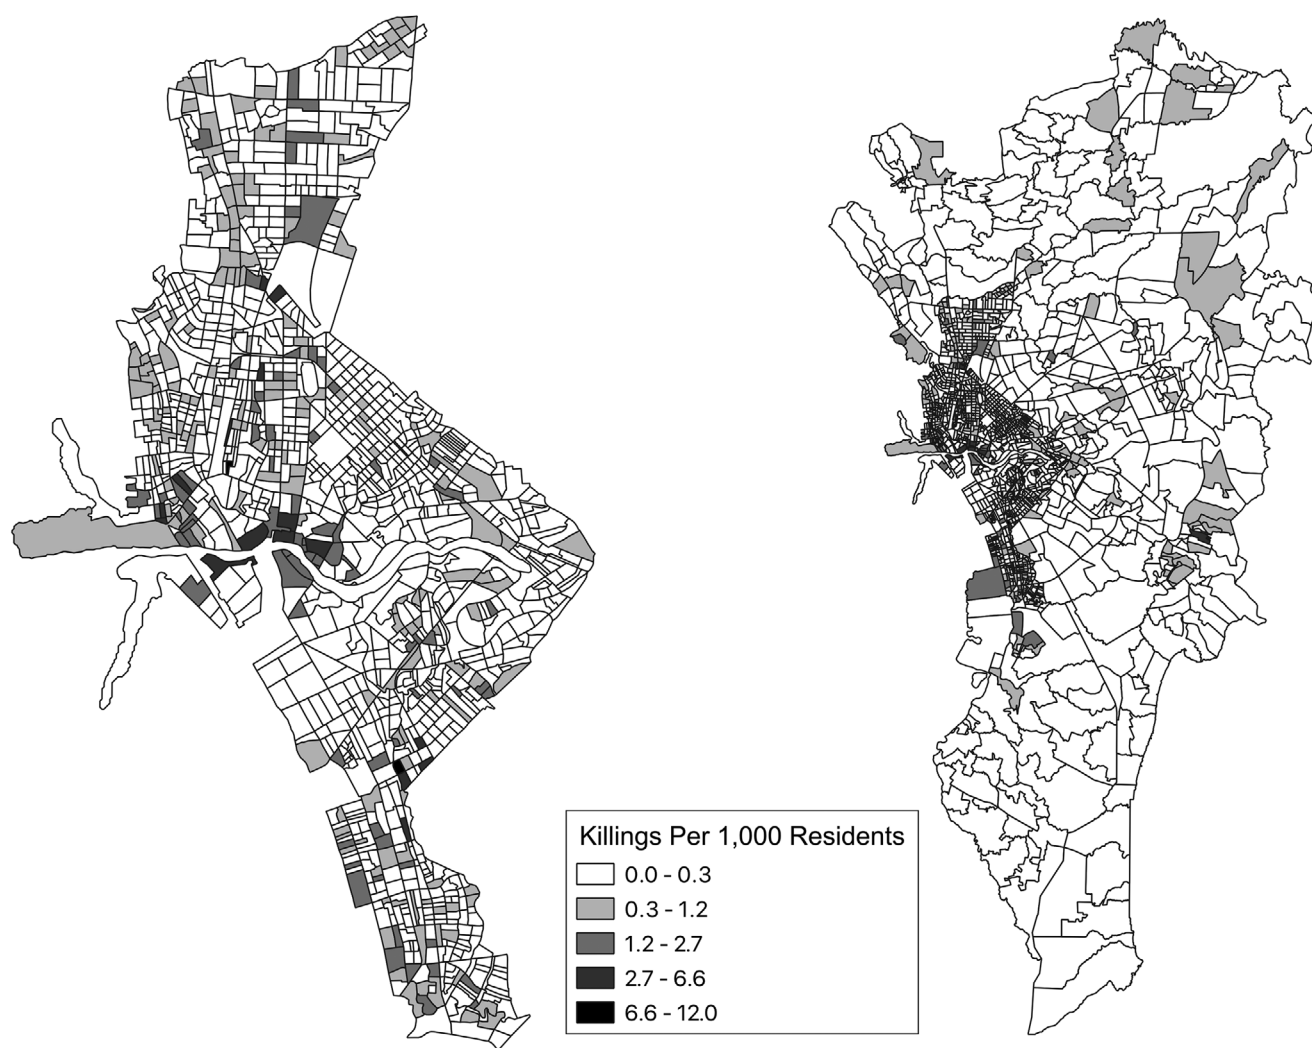 Killings Per 1,000 Residents
0.0 - 0.3
0.3 - 1.2
1.2 - 2.7
2.7 - 6.6
6.6 - 12.0